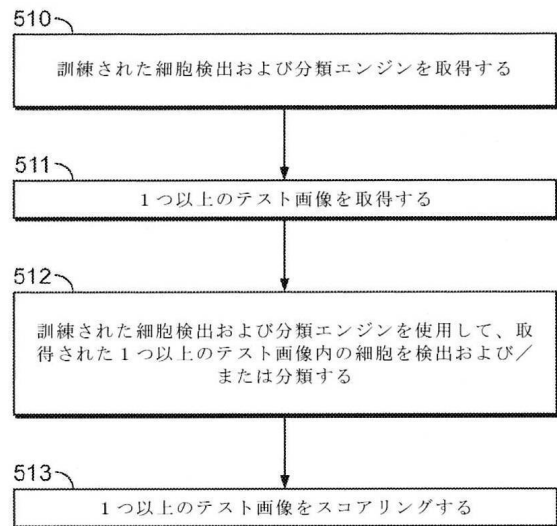 510
訓練された細胞検出および分類エンジンを取得する
511
1つ以上のテスト画像を取得する
512
訓練された細胞検出および分類エンジンを使用して、取
得された1つ以上のテスト画像内の細胞を検出および／
または分類する
513
1つ以上のテスト画像をスコアリングする